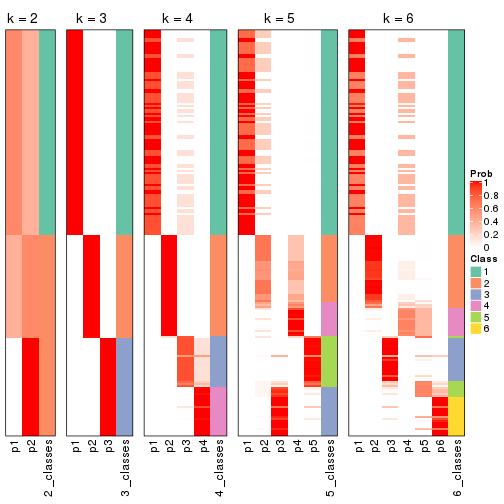 k = 2
k = 3
k = 4
k = 5
k = 6
p1
p2
2_classes
p1
p2
p3
3_classes
p1
p2
p3
p4
4_classes
p1
p2
p3
p4
p5
5_classes
p1
p2
p3
p4
p5
p6
6_classes
Prob
1
0.8
0.6
0.4
0.2
0
Class
1
2
3
4
5
6